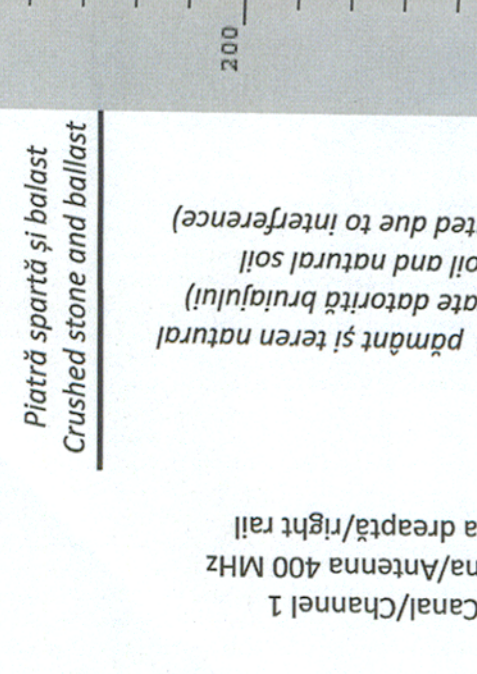 Canal/Channel 1
na/Antenna 400 MHz
a dreaptă/right rail
pământ și teren natural
ate datorită bruiajului)
oil and natural soil
ted due to interference)
Piatră spartă și balast
Crushed stone and ballast
200